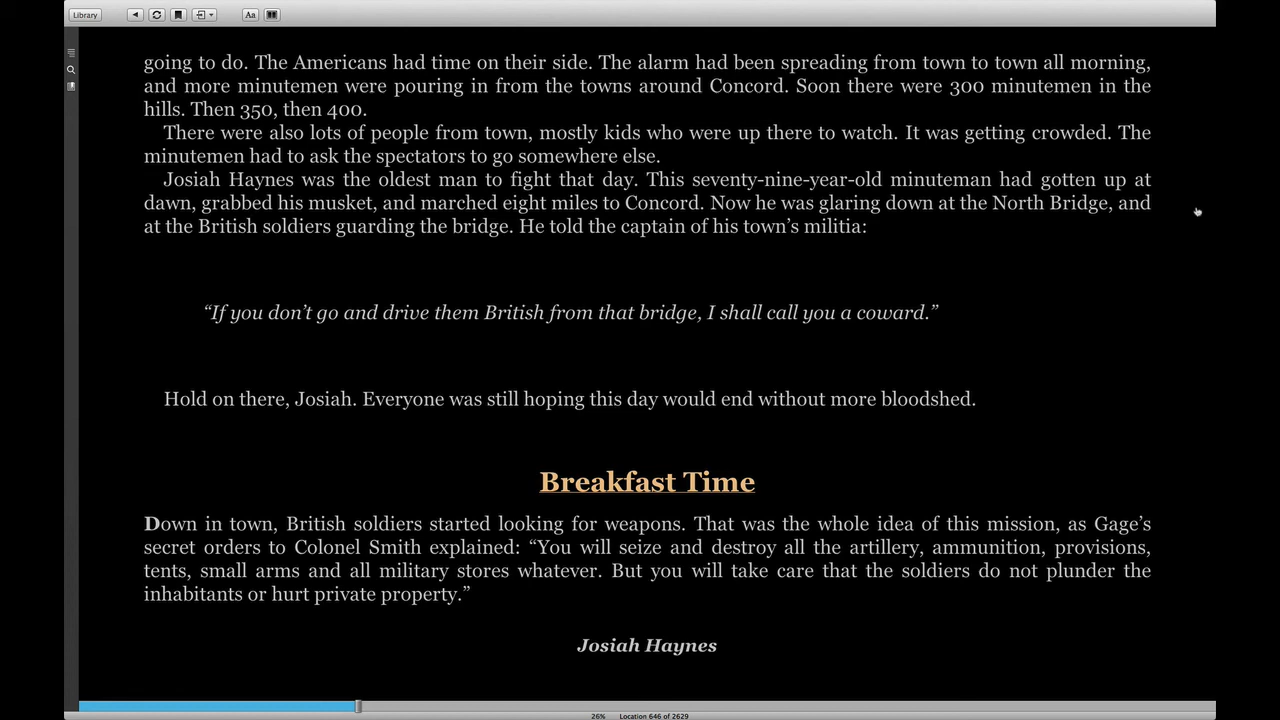 Library
Aa
going to do. The Americans had time on their side. The alarm had been spreading from town to town all morning,
and more minutemen were pouring in from the towns around Concord. Soon there were 300 minutemen in the
hills. Then 350, then 400.
There were also lots of people from town, mostly kids who were up there to watch. It was getting crowded. The
minutemen had to ask the spectators to go somewhere else.
Josiah Haynes was the oldest man to fight that day. This seventy-nine-year-old minuteman had gotten up at
dawn, grabbed his musket, and marched eight miles to Concord. Now he was glaring down at the North Bridge, and
at the British soldiers guarding the bridge. He told the captain of his town’s militia:
“If you don’t go and drive them British from that bridge, I shall call you a coward.”
Hold on there, Josiah. Everyone was still hoping this day would end without more bloodshed.
Breakfast Time
Down in town, British soldiers started looking for weapons. That was the whole idea of this mission, as Gage’s
secret orders to Colonel Smith explained: “You will seize and destroy all the artillery, ammunition, provisions,
tents, small arms and all military stores whatever. But you will take care that the soldiers do not plunder the
inhabitants or hurt private property.”
Josiah Haynes
26% Location 646 of 2629